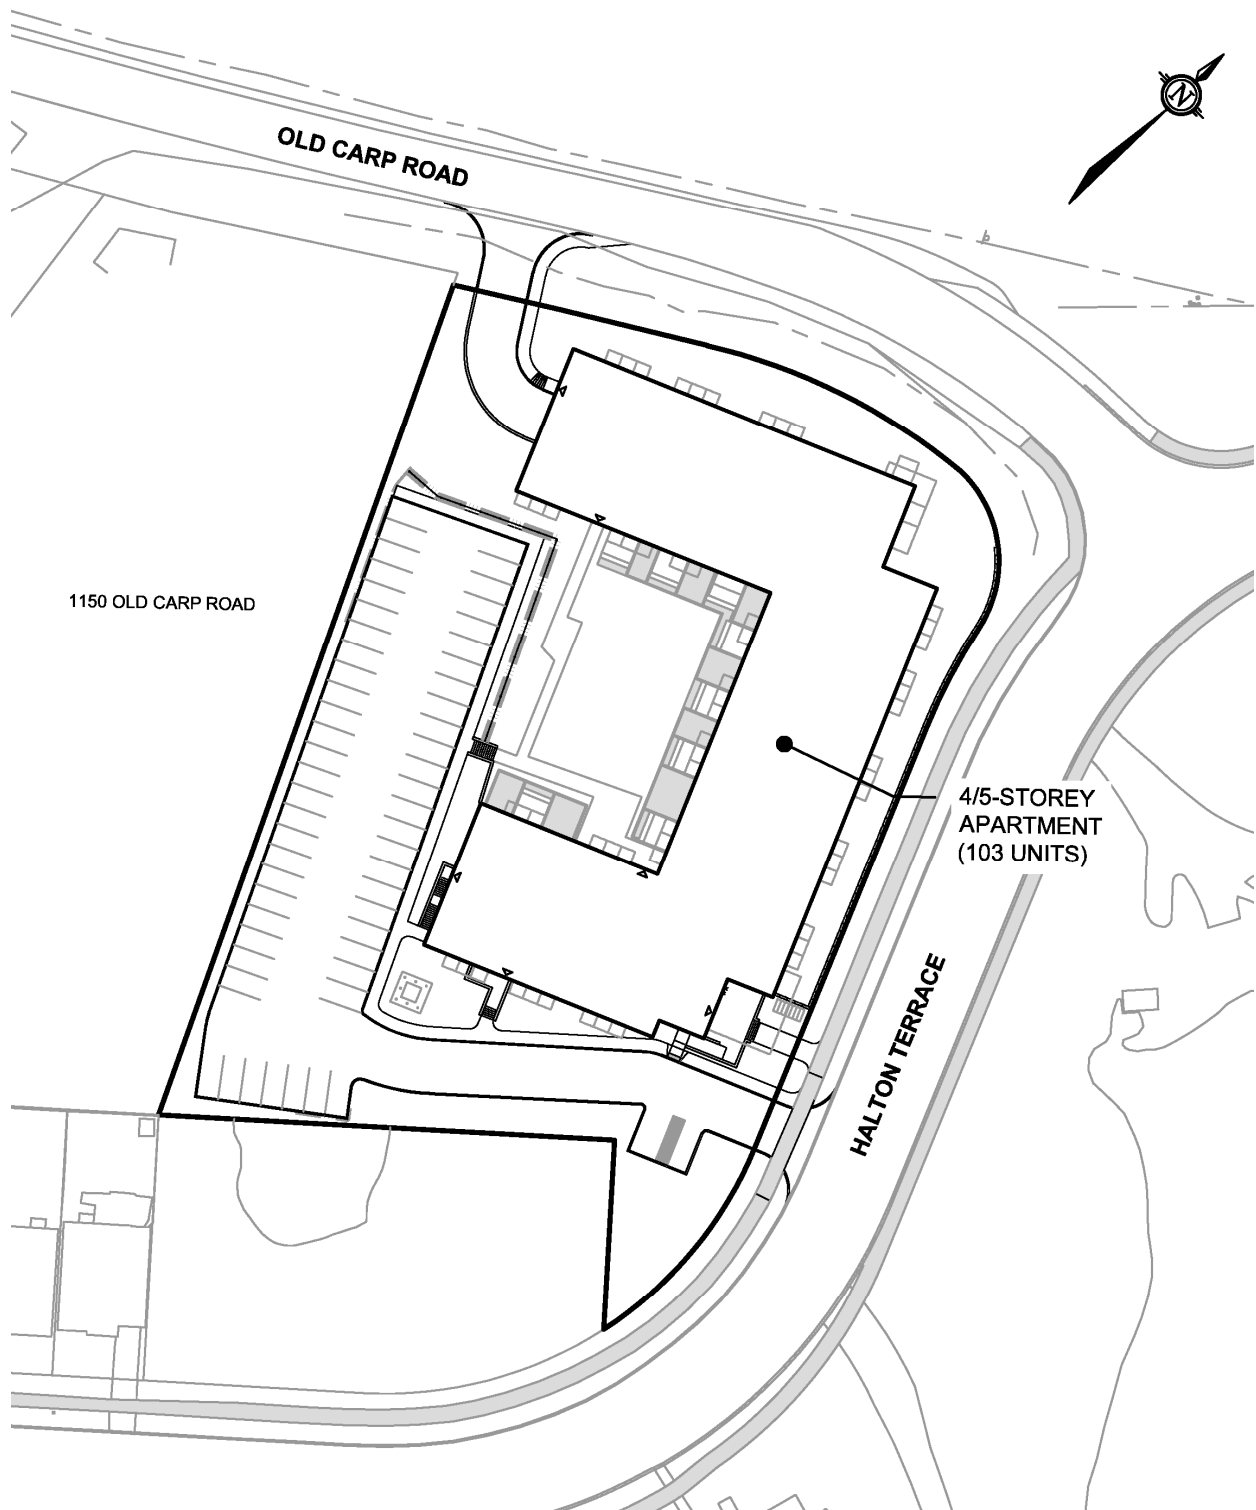 OLD CARP ROAD
N
1150 OLD CARP ROAD
4/5-STOREY
APARTMENT
(103 UNITS)
HALTON TERRACE